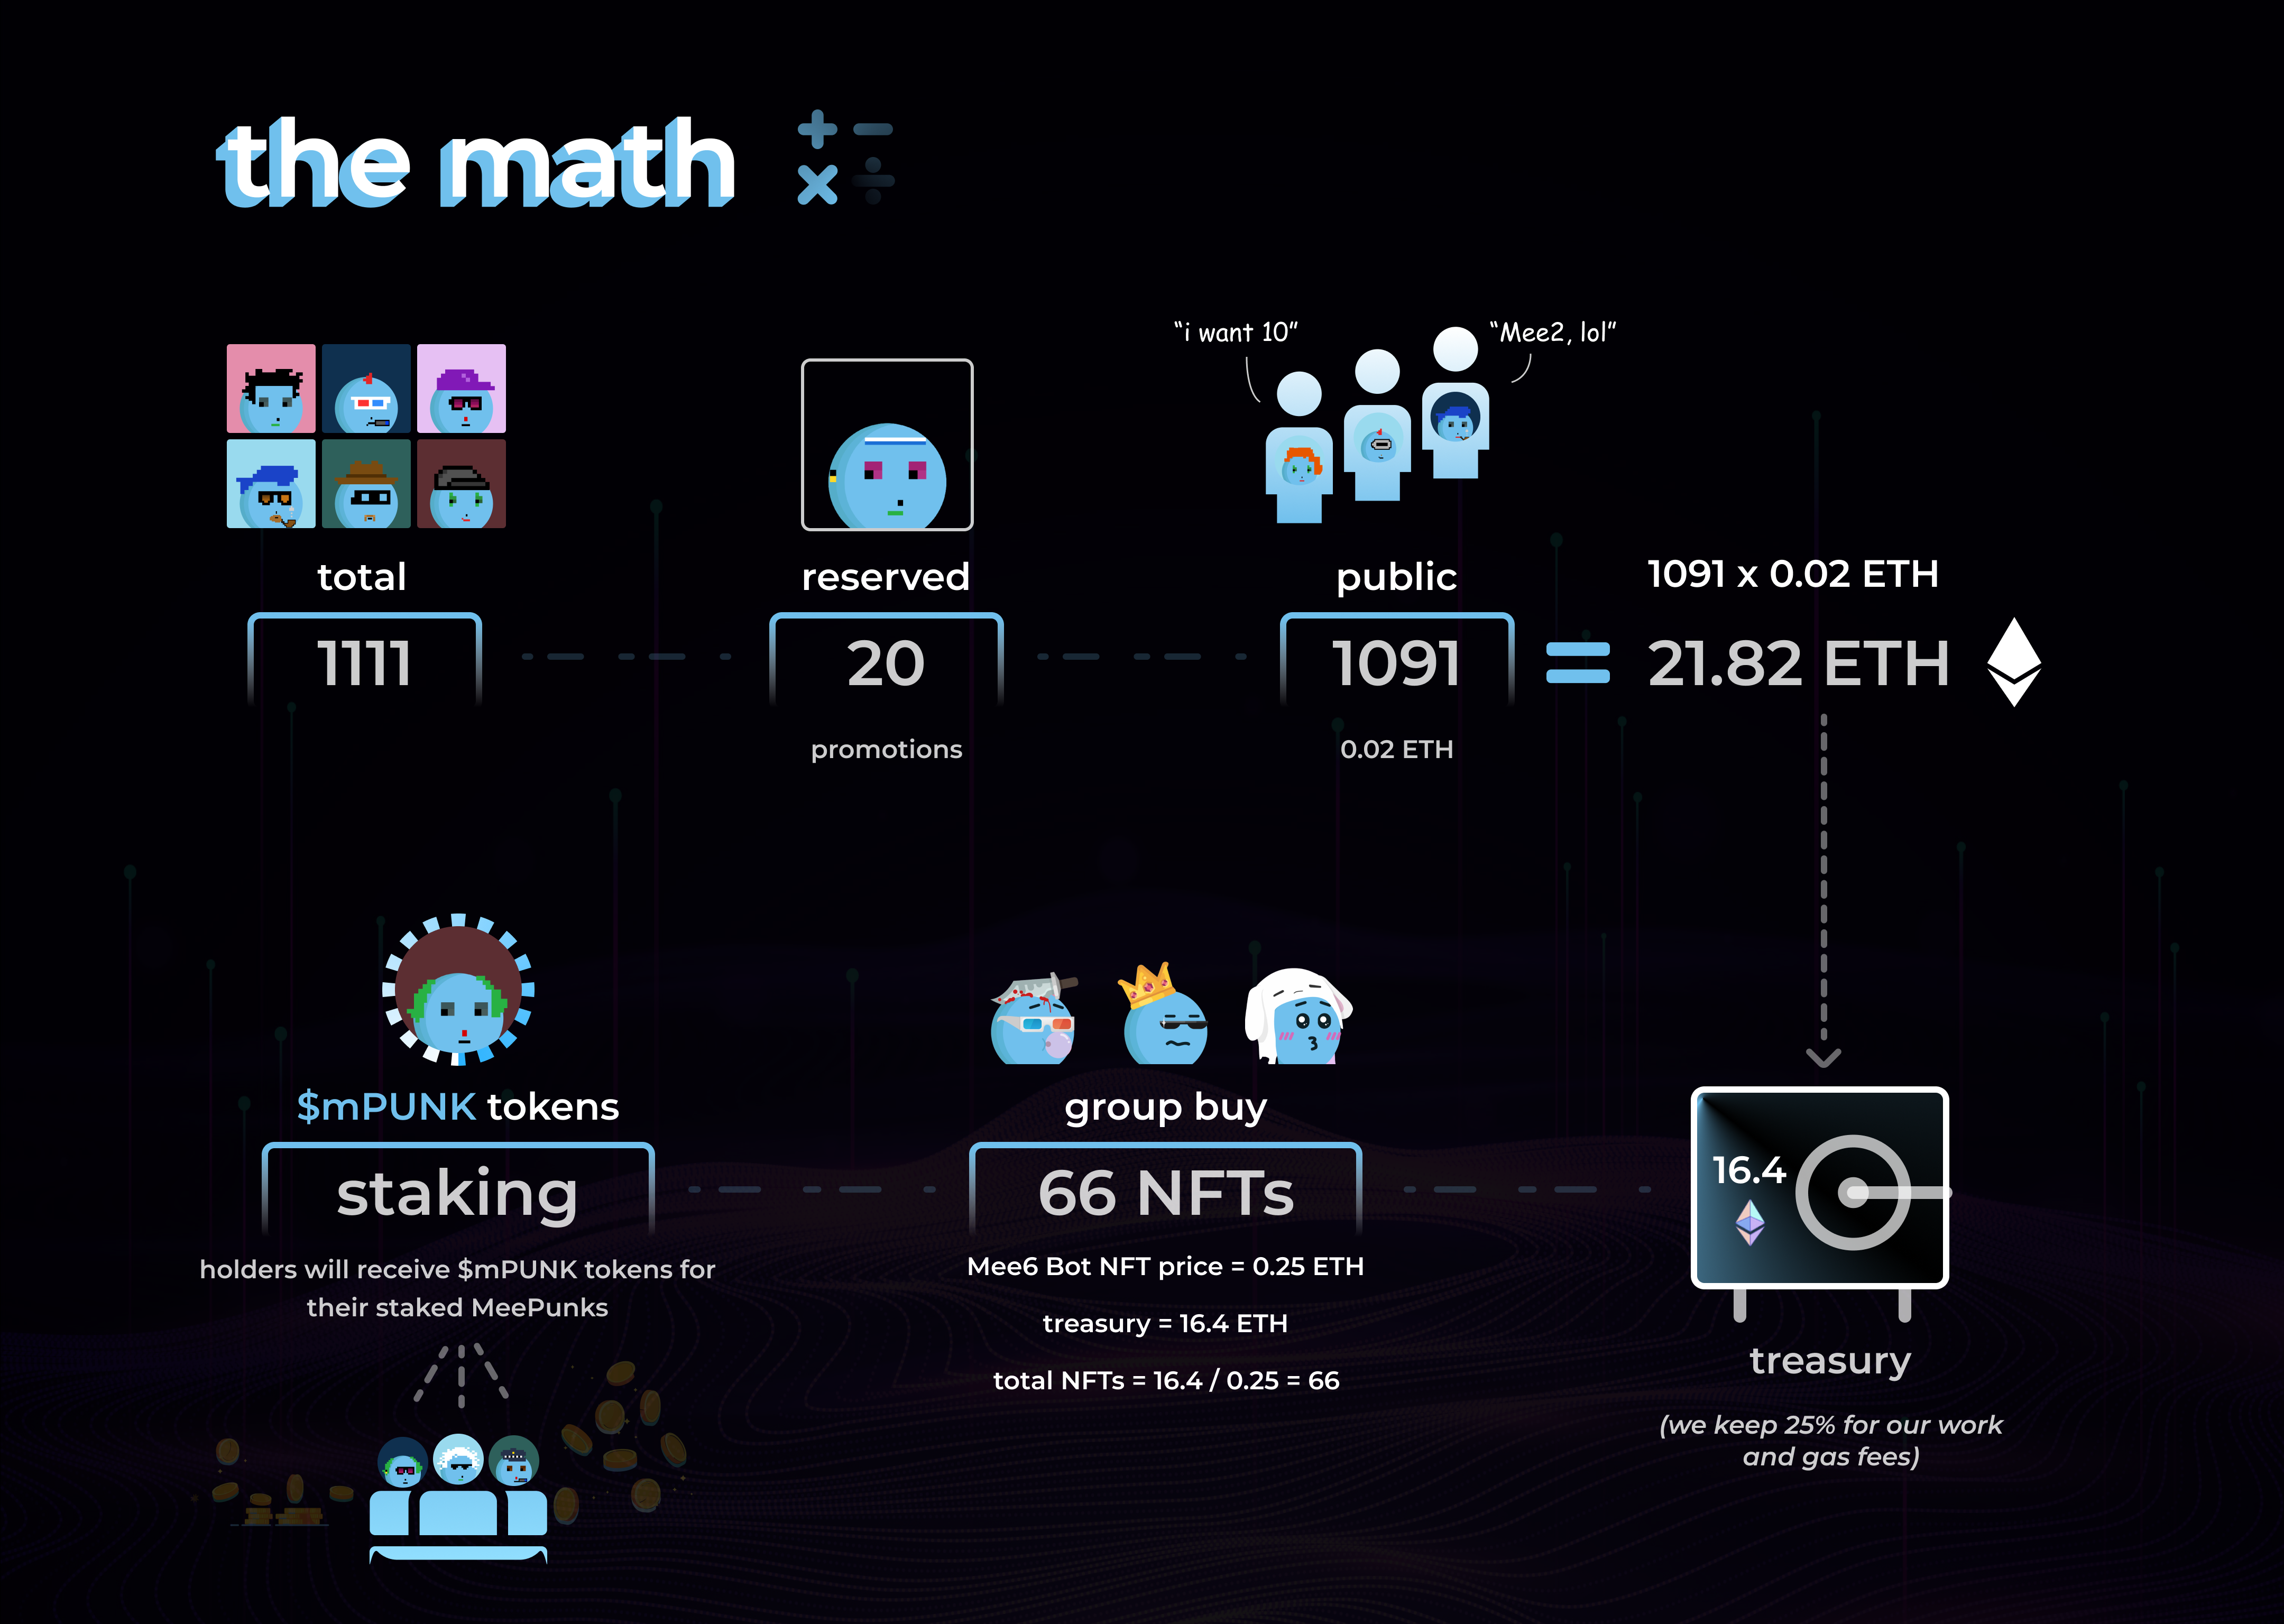 the math
"i want 10"
"Mee2, lol"
total
1111
reserved
20
promotions
public
1091
0.02 ETH
1091 x 0.02 ETH
21.82 ETH
$mPUNK tokens
staking
holders will receive $mPUNK tokens for
their staked MeePunks
group buy
66 NFTs
Mee6 Bot NFT price = 0.25 ETH
treasury = 16.4 ETH
total NFTs = 16.4 / 0.25 = 66
16.4
treasury
(we keep 25% for our work
and gas fees)